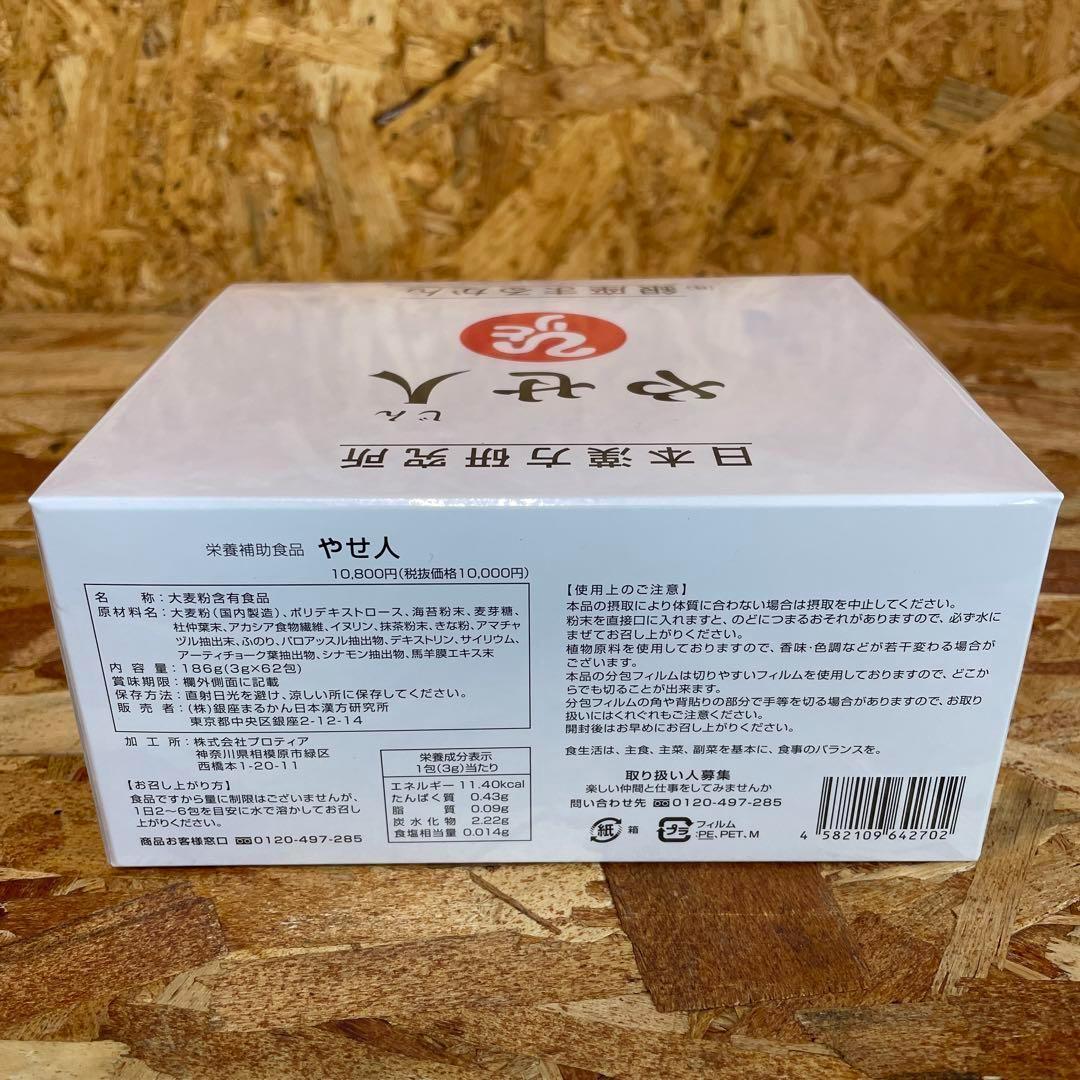 (株)銀座まるかん
ひとり
やせ人
じん
日本漢方研究所
栄養補助食品 やせ人
10,800円(税抜価格10,000円)
名 称:大麦粉含有食品
原材料名:大麦粉(国内製造)、ポリデキストロース、海苔粉末、麦芽糖、
杜仲葉末、アカシア食物繊維、イヌリン、抹茶粉末、きな粉、アマチャ
ヅル抽出末、ふのり、パロアッスル抽出物、デキストリン、サイリウム、
アーティチョーク葉抽出物、シナモン抽出物、馬羊膜エキス末
内 容 量:186g(3g×62包)
賞味期限:欄外側面に記載
保存方法:直射日光を避け、涼しい所に保存してください。
販 売 者:(株)銀座まるかん日本漢方研究所
東京都中央区銀座2-12-14
加 工 所:株式会社プロティア
神奈川県相模原市緑区
西橋本1-20-11
【お召し上がり方】
食品ですから量に制限はございませんが、
1日2~6包を目安に水で溶かしてお召し
上がりください。
商品お客様窓口 0120-497-285
栄養成分表示
1包(3g)当たり
エネルギー 11.40kcal
たんぱく質 0.43g
脂 質 0.09g
炭水化物 2.22g
食塩相当量 0.014g
【使用上のご注意】
本品の摂取により体質に合わない場合は摂取を中止してください。
粉末を直接口に入れますと、のどにつまるおそれがありますので、必ず水に
まぜてお召し上がりください。
植物原料を使用しておりますので、香味・色調などが若干変わる場合が
ございます。
本品の分包フィルムは切りやすいフィルムを使用しておりますので、どこか
らでも切ることが出来ます。
分包フィルムの角や背貼りの部分で手等を切る場合がありますので、お取り
扱いにはくれぐれもご注意ください。
開封後はお早めにお召し上がりください。
食生活は、主食、主菜、副菜を基本に、食事のバランスを。
取り扱い人募集
楽しい仲間と仕事をしてみませんか
問い合わせ先 0120-497-285
紙 箱 プラ フィルム
:PE、PET、M
4 582109 642702